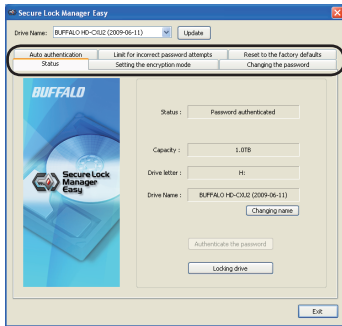 Secure Lock Manager Easy
Drive Name: BUFFALO HD-CXU2 (2009-06-11) Update
Auto authentication Limit for incorrect password attempts Reset to the factory defaults
Status Setting the encryption mode Changing the password
BUFFALO
Secure Lock
Manager
Easy
Status : Password authenticated
Capacity : 1.0TB
Drive letter : H:
Drive Name : BUFFALO HD-CXU2 (2009-06-11)
Changing name
Authenticate the password
Locking drive
Exit